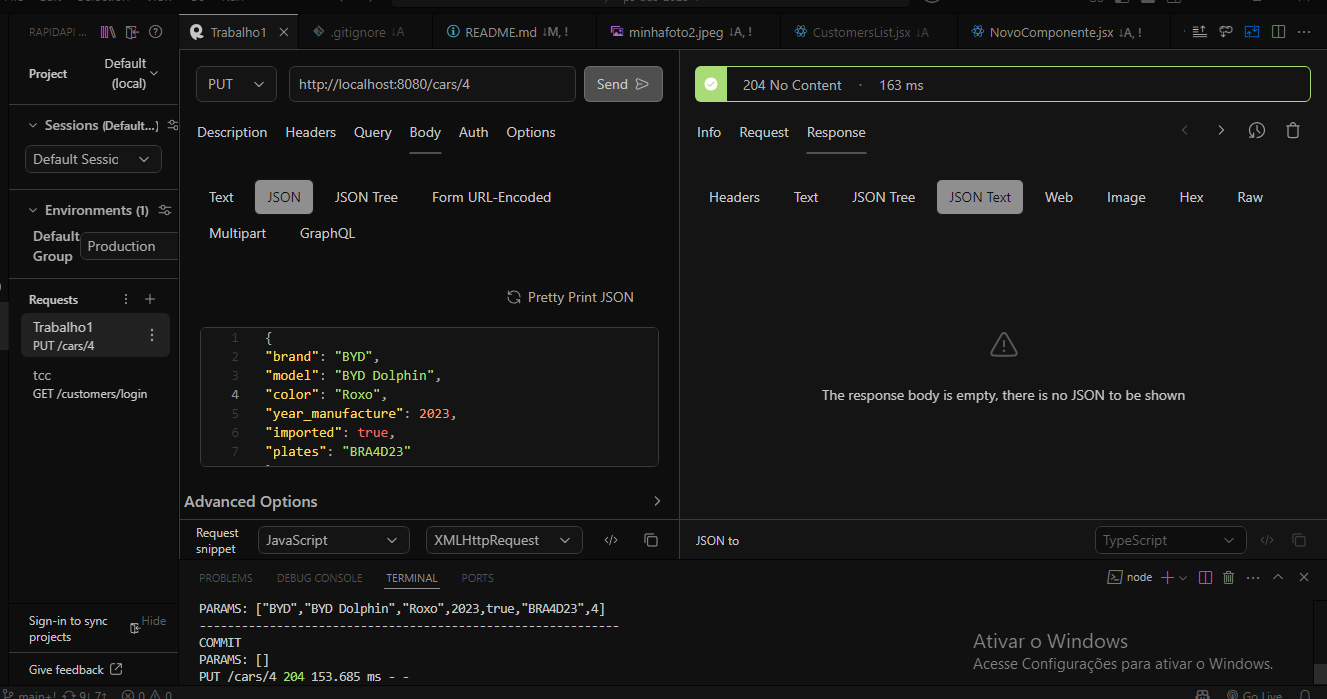 RAPIDAPI ...
Trabalho1
.gitignore ↓A
README.md ↓M, !
minhafoto2.jpeg ↓A, !
CustomersList.jsx ↓A
NovoComponente.jsx ↓A, !
Project
Default
(local)
Sessions (Default...)
Default Sessic
Environments (1)
Default
Group
Production
Requests
Trabalho1
PUT /cars/4
tcc
GET /customers/login
Sign-in to sync
projects
Hide
Give feedback
PUT
http://localhost:8080/cars/4
Send
Description Headers Query Body Auth Options
Text JSON JSON Tree Form URL-Encoded
Multipart GraphQL
Pretty Print JSON
1 {
2 "brand": "BYD",
3 "model": "BYD Dolphin",
4 "color": "Roxo",
5 "year_manufacture": 2023,
6 "imported": true,
7 "plates": "BRA4D23"
Advanced Options
Request
snippet
JavaScript
XMLHttpRequest
204 No Content · 163 ms
Info Request Response
Headers Text JSON Tree JSON Text Web Image Hex Raw
The response body is empty, there is no JSON to be shown
JSON to
TypeScript
PROBLEMS DEBUG CONSOLE TERMINAL PORTS
node
PARAMS: ["BYD","BYD Dolphin","Roxo",2023,true,"BRA4D23",4]
------------------------------------------------------------
COMMIT
PARAMS: []
PUT /cars/4 204 153.685 ms - -
Ativar o Windows
Acesse Configurações para ativar o Windows.
main+! 9↓ 7↑ 0 0
Go Live